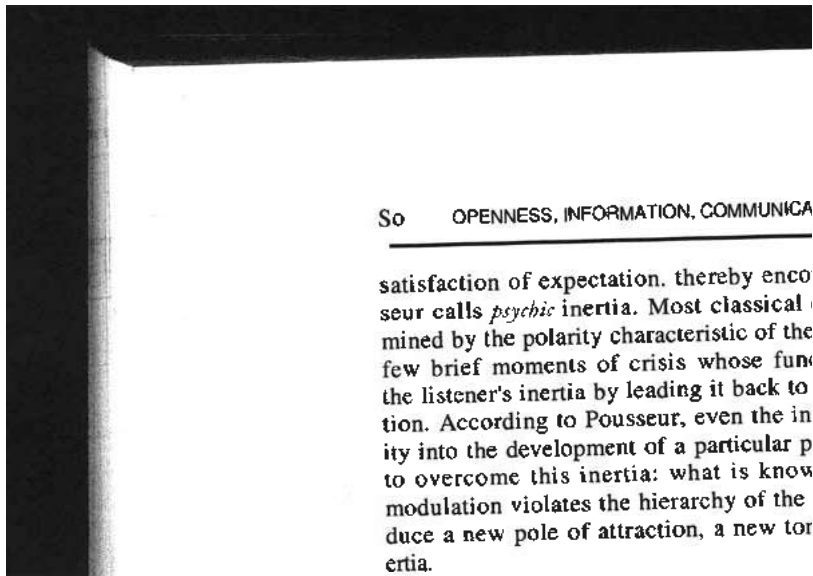 So OPENNESS, INFORMATION, COMMUNICA
satisfaction of expectation. thereby enco
seur calls psychic inertia. Most classical
mined by the polarity characteristic of the
few brief moments of crisis whose func
the listener's inertia by leading it back to
tion. According to Pousseur, even the in
ity into the development of a particular p
to overcome this inertia: what is know
modulation violates the hierarchy of the
duce a new pole of attraction, a new ton
ertia.